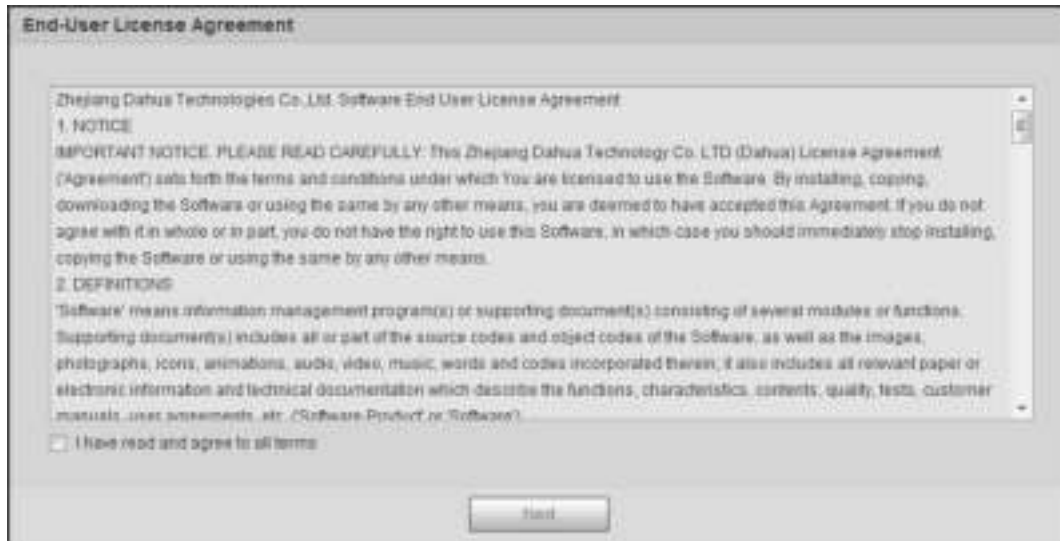 End-User License Agreement
Zhejiang Dahua Technologies Co.,Ltd. Software End User License Agreement
1. NOTICE
IMPORTANT NOTICE. PLEASE READ CAREFULLY: This Zhejiang Dahua Technology Co. LTD (Dahua) License Agreement
('Agreement') sets forth the terms and conditions under which You are licensed to use the Software. By installing, copying,
downloading the Software or using the same by any other means, you are deemed to have accepted this Agreement. If you do not
agree with it in whole or in part, you do not have the right to use this Software, in which case you should immediately stop installing,
copying the Software or using the same by any other means.
2. DEFINITIONS
'Software' means information management program(s) or supporting document(s) consisting of several modules or functions.
Supporting document(s) includes all or part of the source codes and object codes of the Software, as well as the images,
photographs, icons, animations, audio, video, music, words and codes incorporated therein; it also includes all relevant paper or
electronic information and technical documentation which describe the functions, characteristics, contents, quality, tests, customer
manuals, user agreements, etc. ('Software Product' or 'Software').
I have read and agree to all terms
Next